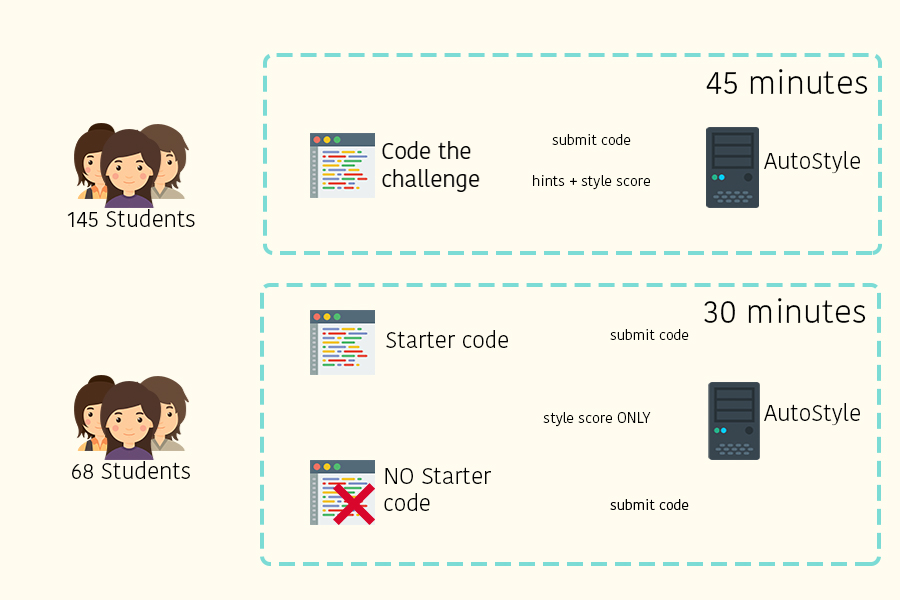 45 minutes
submit code
Code the
challenge
hints + style score
AutoStyle
145 Students
30 minutes
Starter code
submit code
style score ONLY
AutoStyle
68 Students
NO Starter
code
submit code